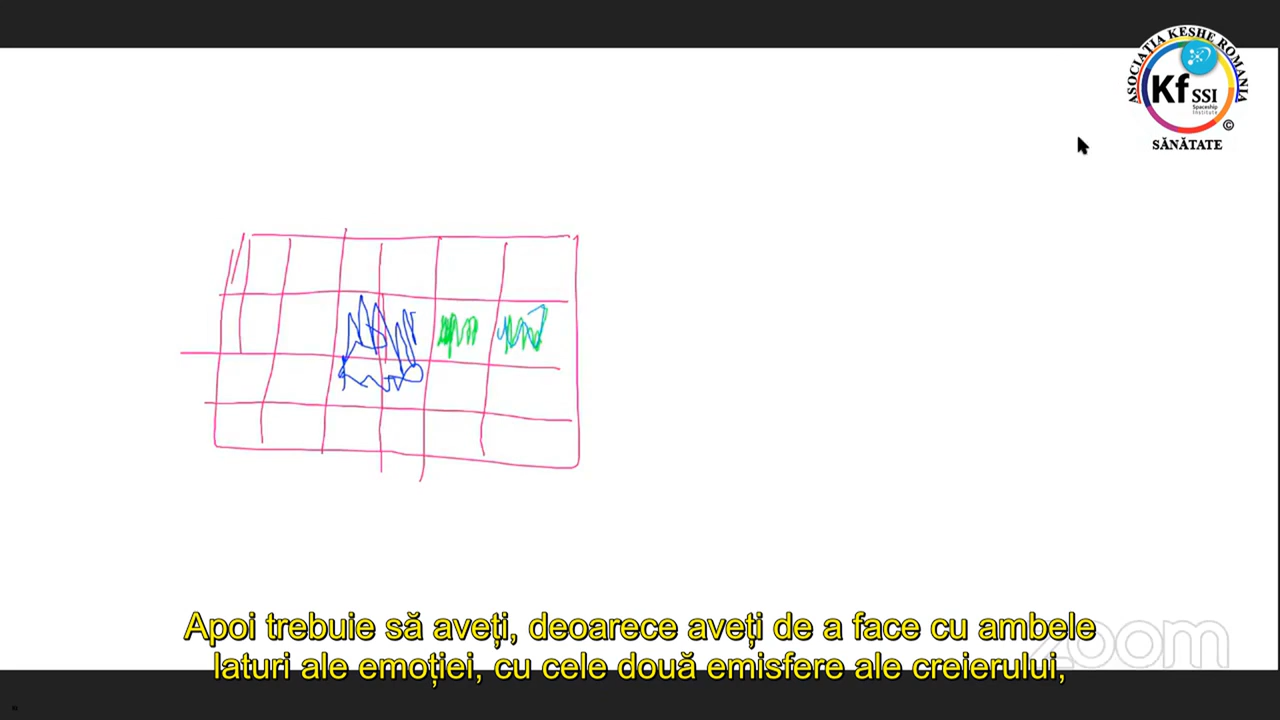 ASOCIAȚIA KESHE ROMANIA
Kf SSI
Spaceship
Institute
©
SĂNĂTATE
Apoi trebuie să aveți, deoarece aveți de a face cu ambele
zoom
laturi ale emoției, cu cele două emisfere ale creierului,